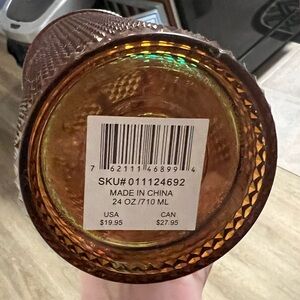 7 62111 46899 4
SKU# 011124692
MADE IN CHINA
24 OZ./710 ML
USA CAN
$19.95 $27.95